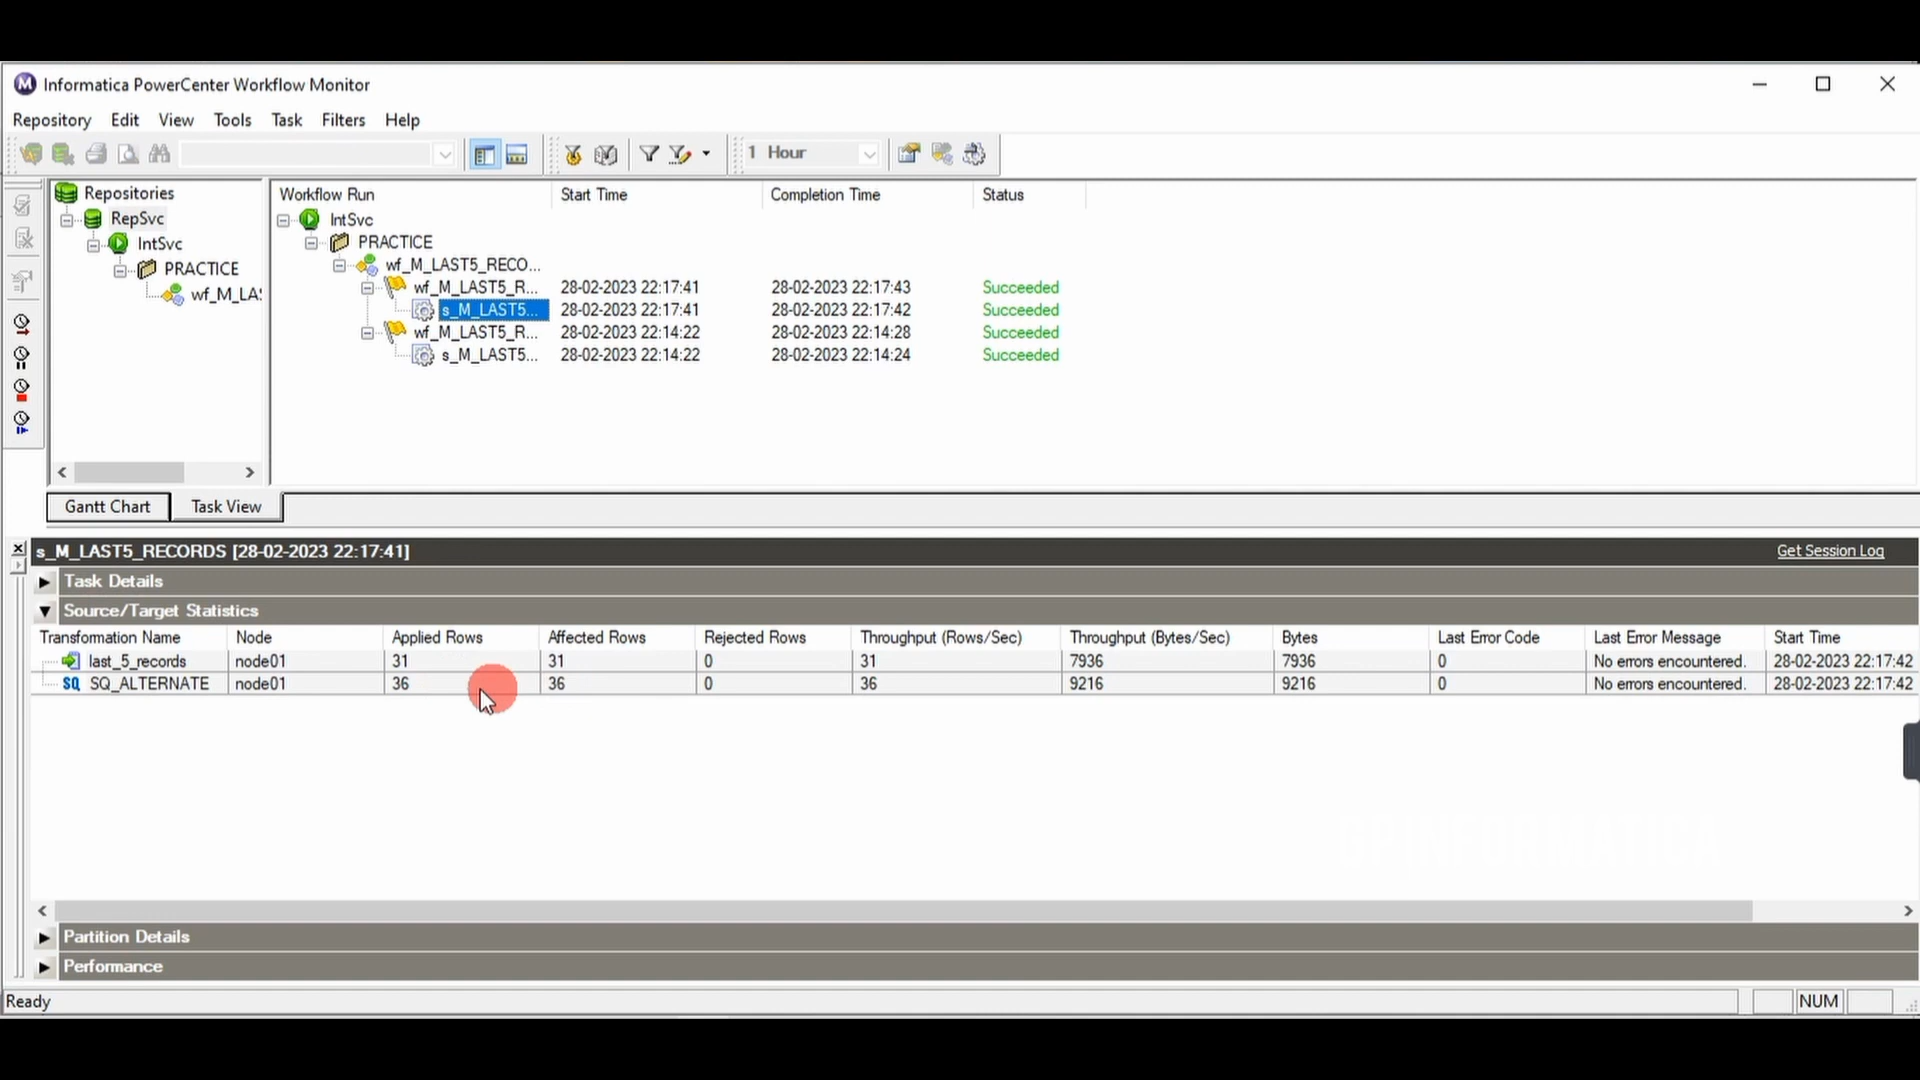 Informatica PowerCenter Workflow Monitor
Repository Edit View Tools Task Filters Help
1 Hour
Repositories
RepSvc
IntSvc
PRACTICE
wf_M_LA
Workflow Run Start Time Completion Time Status
IntSvc
PRACTICE
wf_M_LAST5_RECO...
wf_M_LAST5_R... 28-02-2023 22:17:41 28-02-2023 22:17:43 Succeeded
s_M_LAST5... 28-02-2023 22:17:41 28-02-2023 22:17:42 Succeeded
wf_M_LAST5_R... 28-02-2023 22:14:22 28-02-2023 22:14:28 Succeeded
s_M_LAST5... 28-02-2023 22:14:22 28-02-2023 22:14:24 Succeeded
Gantt Chart Task View
s_M_LAST5_RECORDS [28-02-2023 22:17:41] Get Session Log
Task Details
Source/Target Statistics
Transformation Name Node Applied Rows Affected Rows Rejected Rows Throughput (Rows/Sec) Throughput (Bytes/Sec) Bytes Last Error Code Last Error Message Start Time
last_5_records node01 31 31 0 31 7936 7936 0 No errors encountered. 28-02-2023 22:17:42
SQ SQ_ALTERNATE node01 36 36 0 36 9216 9216 0 No errors encountered. 28-02-2023 22:17:42
Partition Details
Performance
Ready NUM